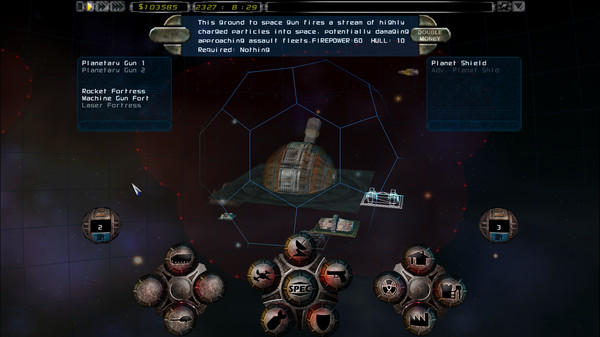 $103585
2327 : 8:29
This Ground to space Gun fires a stream of highly
charged particles into space, potentially damaging
approaching assault fleets.FIREPOWER:60 HULL: 10
Required: Nothing
DOUBLE
MONEY
Planetary Gun 1
Planetary Gun 2
Rocket Fortress
Machine Gun Fort
Laser Fortress
Planet Shield
Adv. Planet Shld
2
3
SPEC